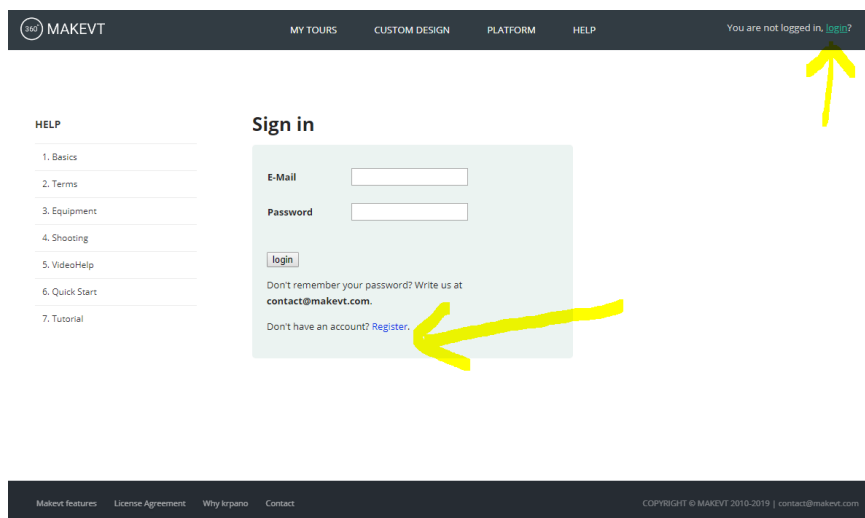 360° MAKEVT
MY TOURS CUSTOM DESIGN PLATFORM HELP
You are not logged in, login?
HELP
1. Basics
2. Terms
3. Equipment
4. Shooting
5. VideoHelp
6. Quick Start
7. Tutorial
Sign in
E-Mail
Password
login
Don't remember your password? Write us at
contact@makevt.com.
Don't have an account? Register.
Makevt features License Agreement Why krpano Contact
COPYRIGHT © MAKEVT 2010-2019 | contact@makevt.com